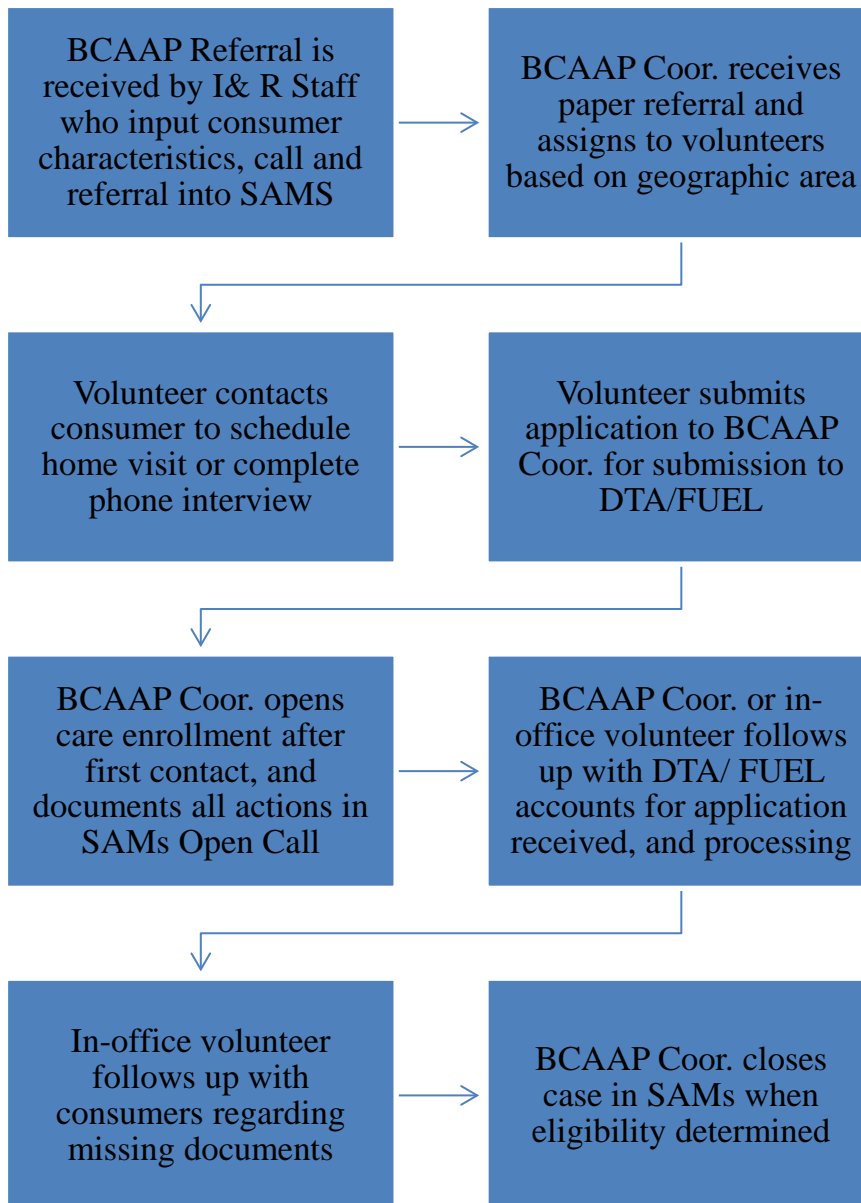 BCAAP Referral is
received by I& R Staff
who input consumer
characteristics, call and
referral into SAMS
BCAAP Coor. receives
paper referral and
assigns to volunteers
based on geographic area
Volunteer contacts
consumer to schedule
home visit or complete
phone interview
Volunteer submits
application to BCAAP
Coor. for submission to
DTA/FUEL
BCAAP Coor. opens
care enrollment after
first contact, and
documents all actions in
SAMs Open Call
BCAAP Coor. or in-
office volunteer follows
up with DTA/ FUEL
accounts for application
received, and processing
In-office volunteer
follows up with
consumers regarding
missing documents
BCAAP Coor. closes
case in SAMs when
eligibility determined